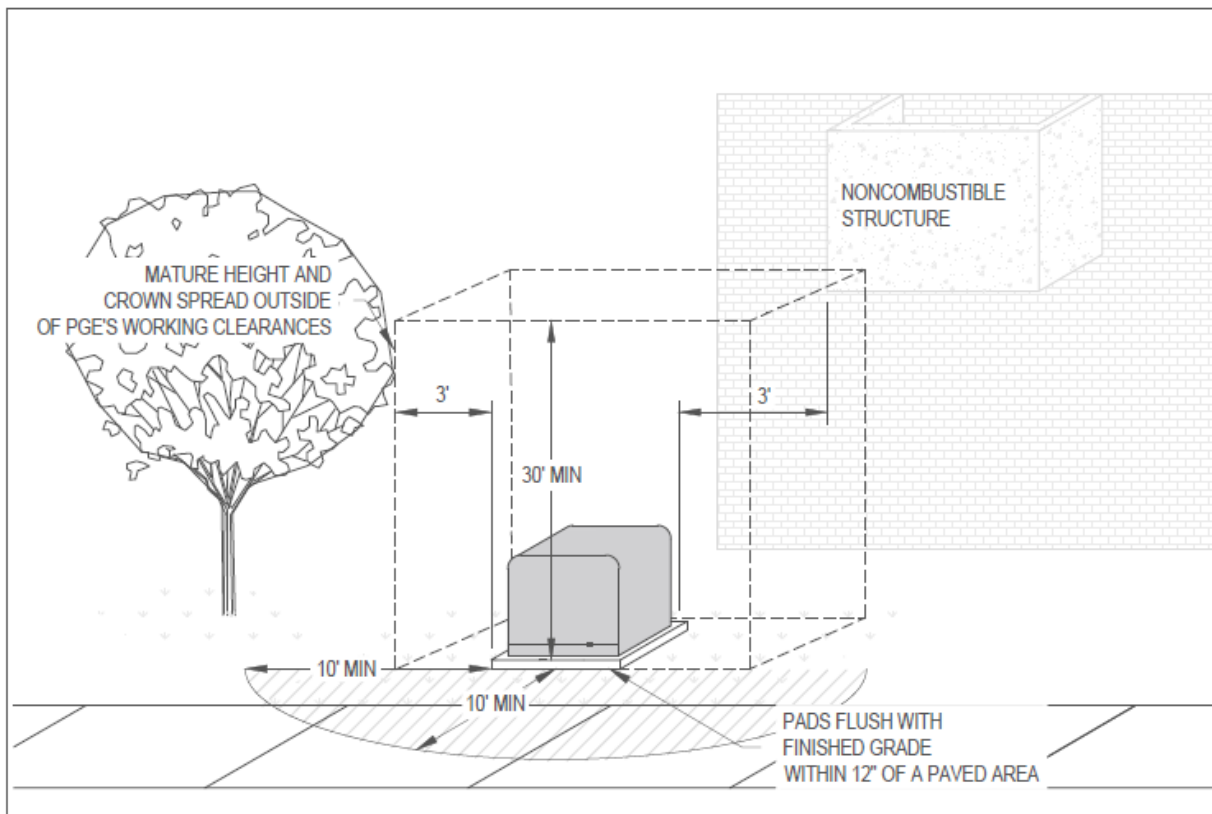 NONCOMBUSTIBLE
STRUCTURE
MATURE HEIGHT AND
CROWN SPREAD OUTSIDE
OF PGE'S WORKING CLEARANCES
3'
3'
30' MIN
10' MIN
10' MIN
PADS FLUSH WITH
FINISHED GRADE
WITHIN 12" OF A PAVED AREA